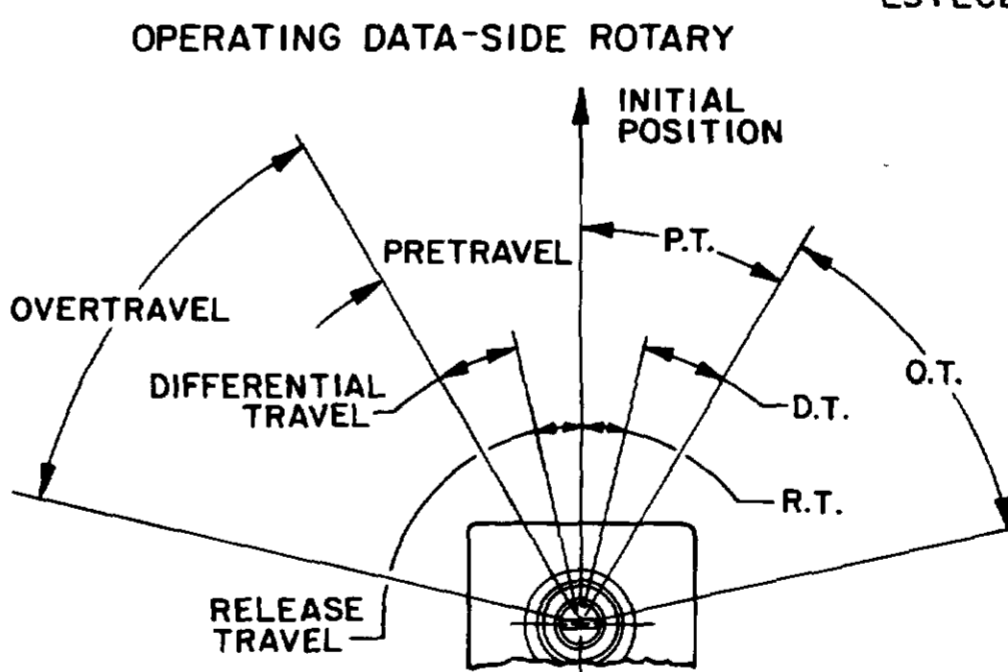 OPERATING DATA-SIDE ROTARY
INITIAL
POSITION
PRETRAVEL
P.T.
OVERTRAVEL
O.T.
DIFFERENTIAL
TRAVEL
D.T.
R.T.
RELEASE
TRAVEL